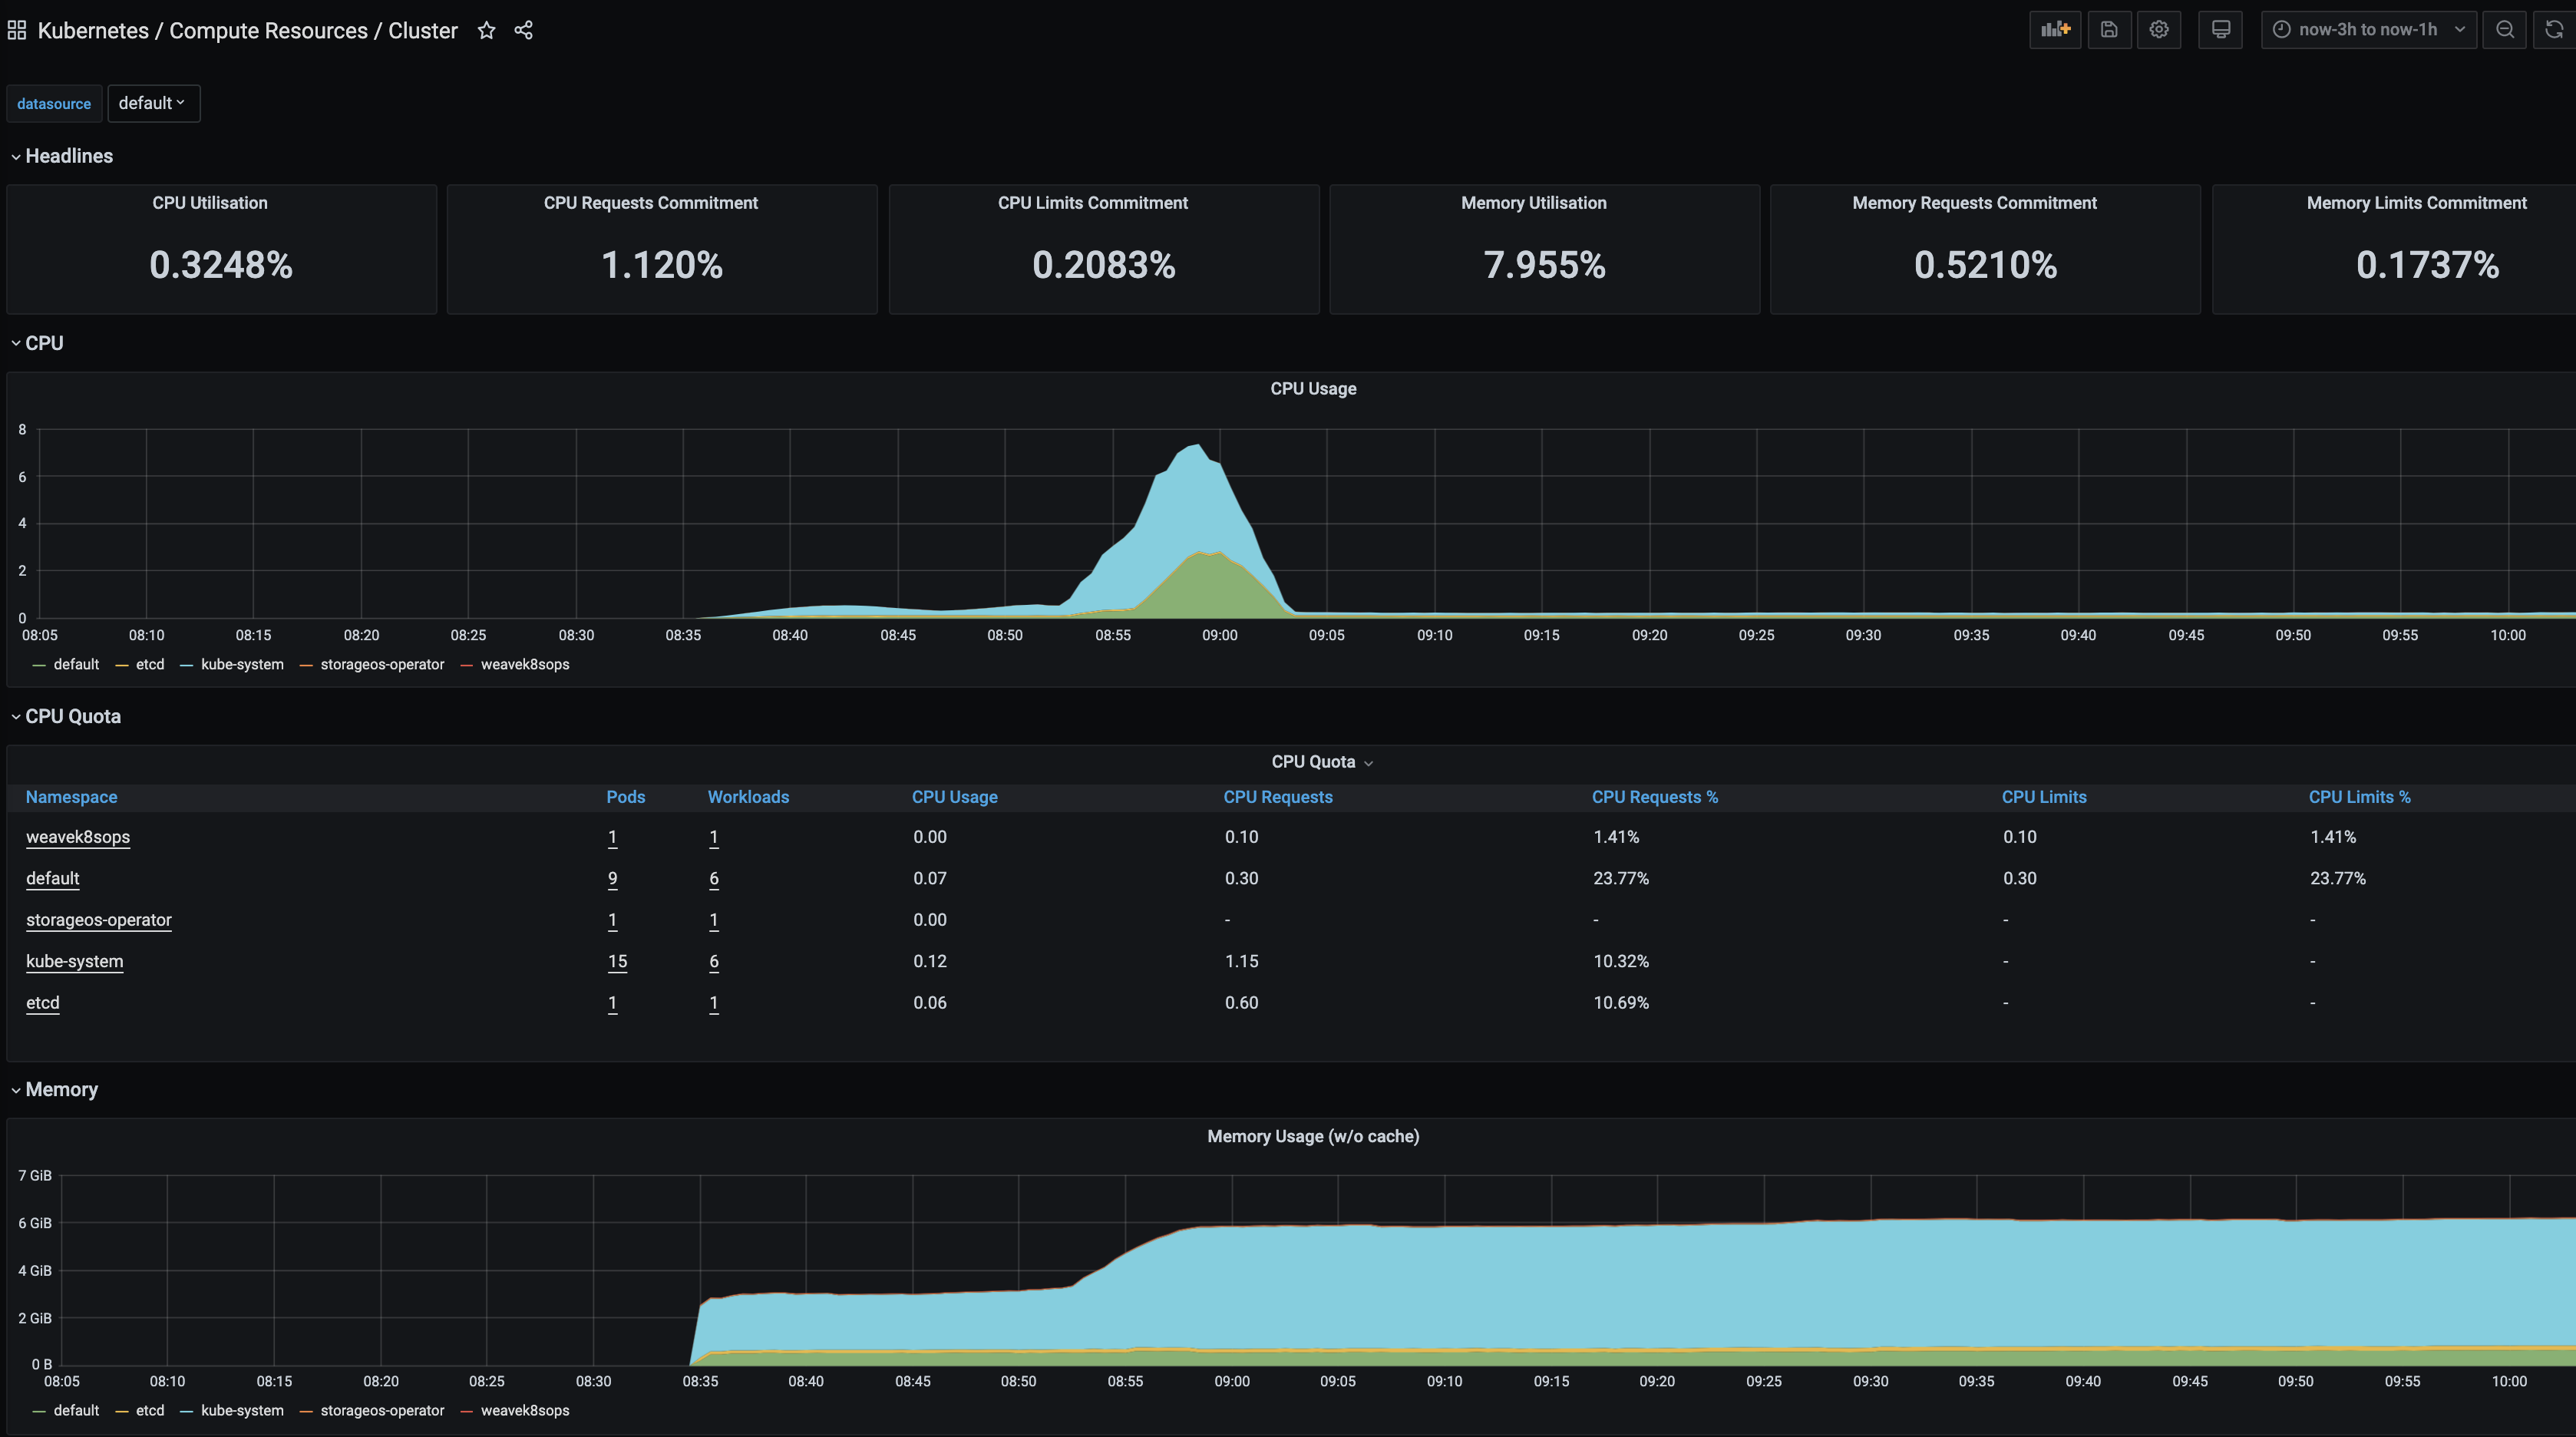 Kubernetes / Compute Resources / Cluster
now-3h to now-1h
datasource default
Headlines
CPU Utilisation CPU Requests Commitment CPU Limits Commitment Memory Utilisation Memory Requests Commitment Memory Limits Commitment
0.3248% 1.120% 0.2083% 7.955% 0.5210% 0.1737%
CPU
CPU Usage
8
6
4
2
0
08:05 08:10 08:15 08:20 08:25 08:30 08:35 08:40 08:45 08:50 08:55 09:00 09:05 09:10 09:15 09:20 09:25 09:30 09:35 09:40 09:45 09:50 09:55 10:00
default etcd kube-system storageos-operator weavek8sops
CPU Quota
CPU Quota
Namespace Pods Workloads CPU Usage CPU Requests CPU Requests % CPU Limits CPU Limits %
weavek8sops 1 1 0.00 0.10 1.41% 0.10 1.41%
default 9 6 0.07 0.30 23.77% 0.30 23.77%
storageos-operator 1 1 0.00 - - - -
kube-system 15 6 0.12 1.15 10.32% - -
etcd 1 1 0.06 0.60 10.69% - -
Memory
Memory Usage (w/o cache)
7 GiB
6 GiB
4 GiB
2 GiB
0 B
08:05 08:10 08:15 08:20 08:25 08:30 08:35 08:40 08:45 08:50 08:55 09:00 09:05 09:10 09:15 09:20 09:25 09:30 09:35 09:40 09:45 09:50 09:55 10:00
default etcd kube-system storageos-operator weavek8sops